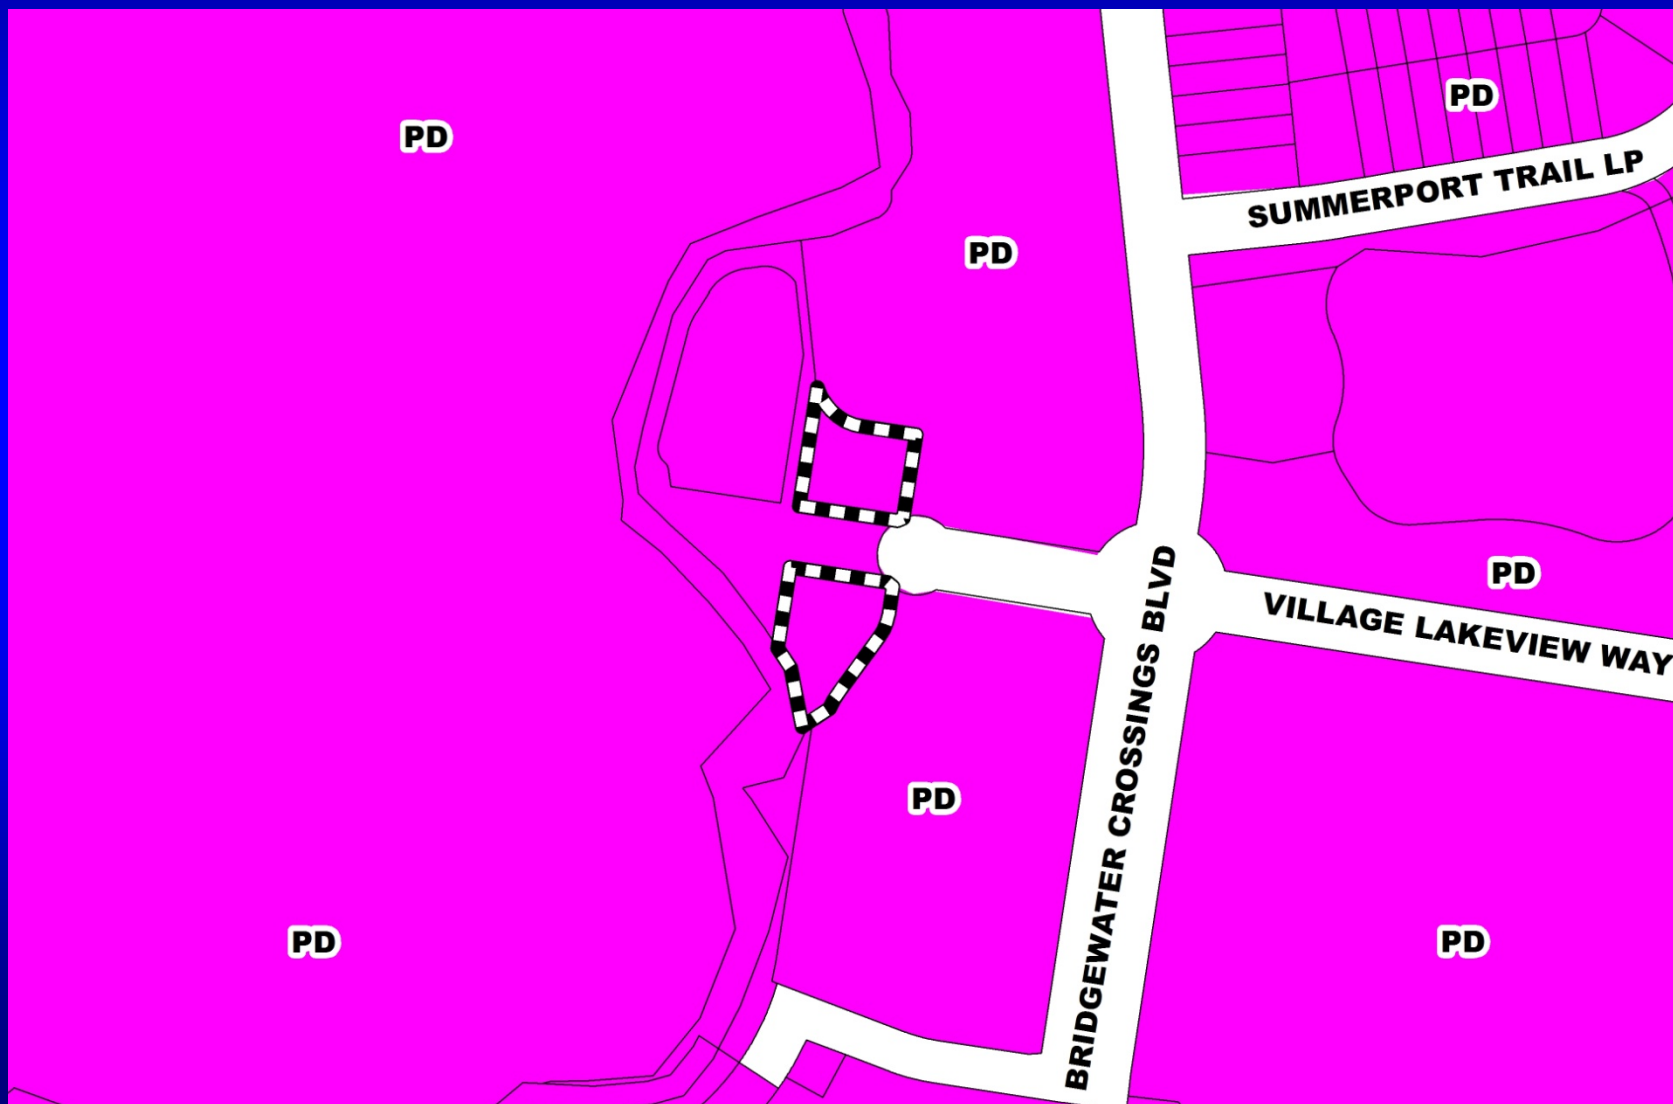 PD
PD
SUMMERPORT TRAIL LP
PD
PD
VILLAGE LAKEVIEW WAY
BRIDGEWATER CROSSINGS BLVD
PD
PD
PD